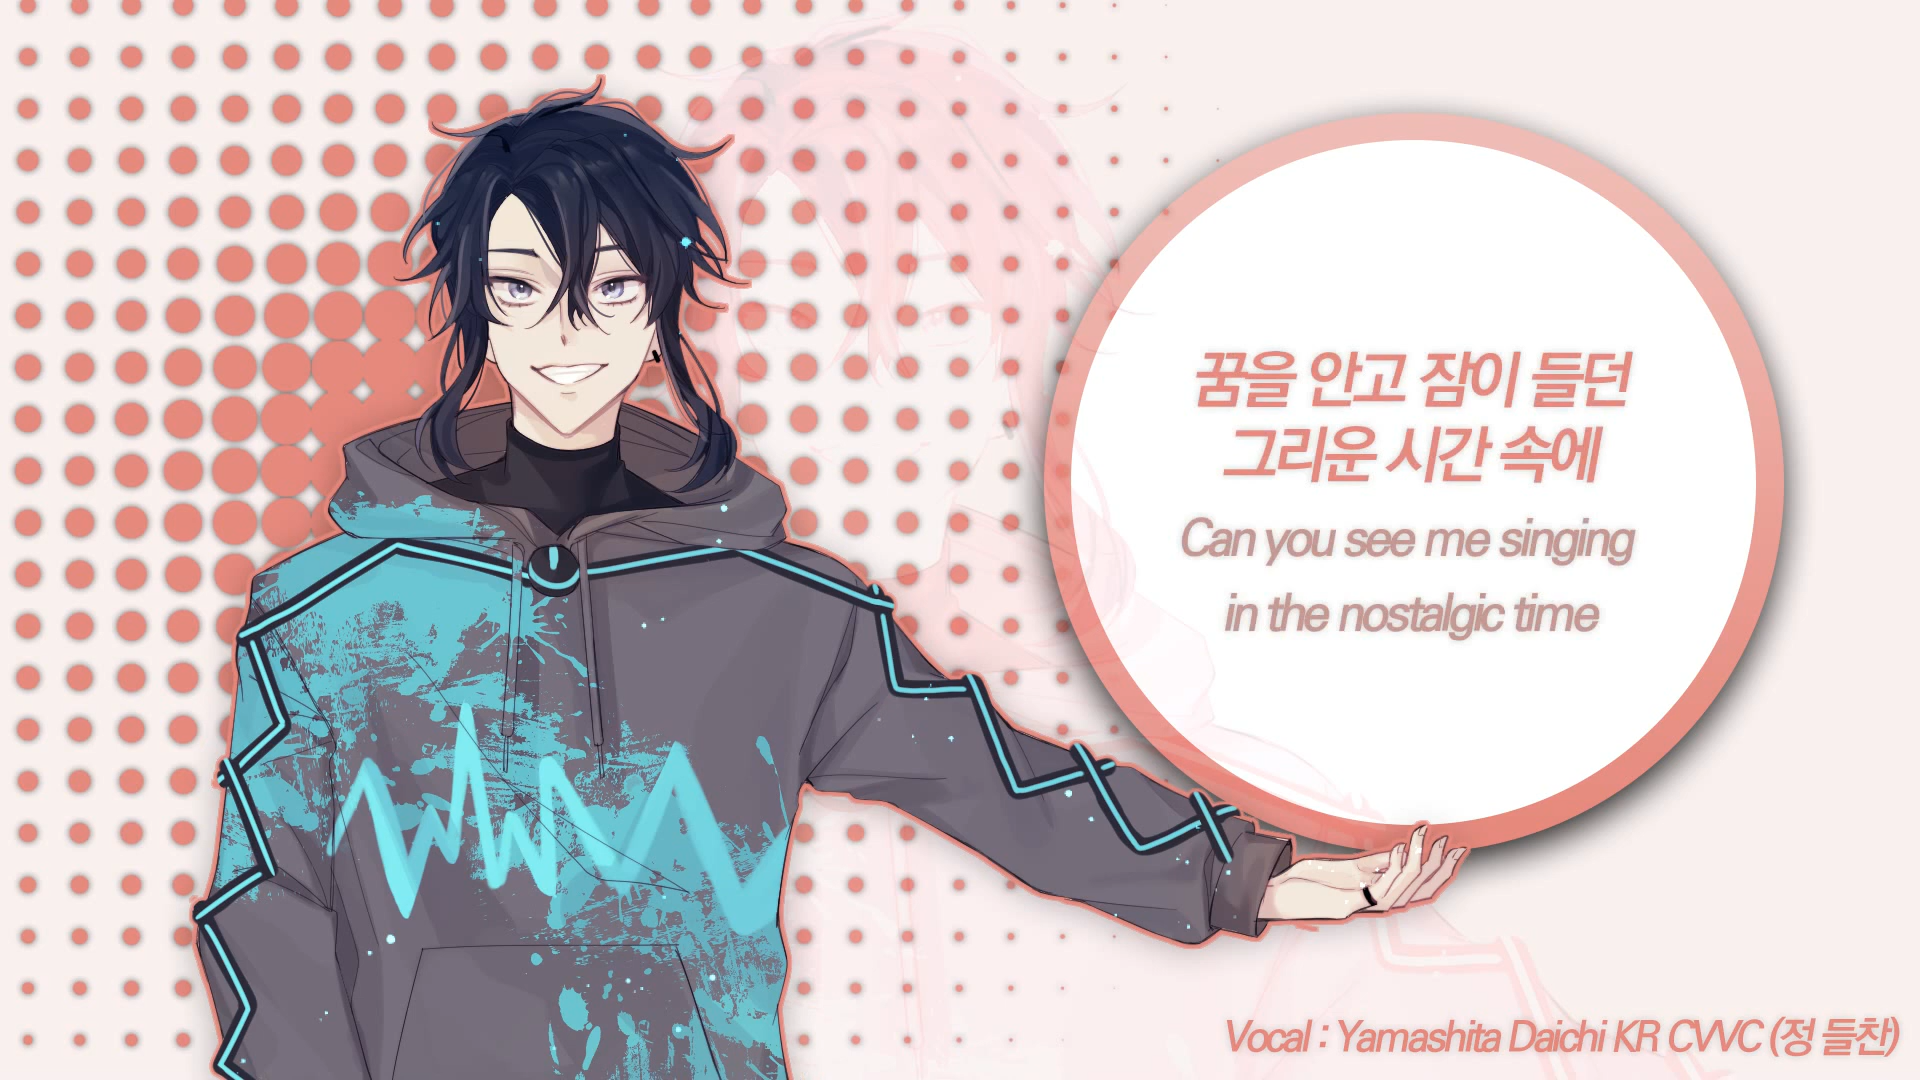 꿈을 안고 잠이 들던
그리운 시간 속에
Can you see me singing
in the nostalgic time
Vocal : Yamashita Daichi KR CVVC (정 들찬)